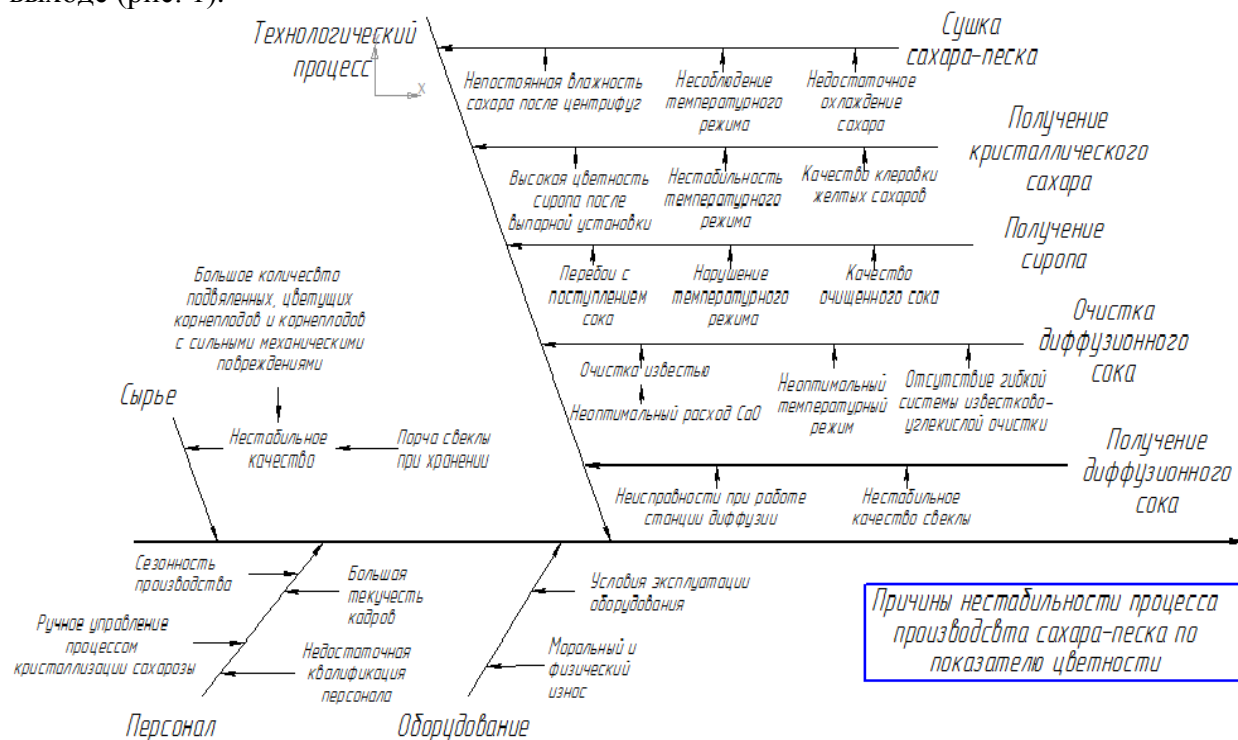 выходе (рис. 1).
Технологический
процесс
X
Сушка
сахара-песка
Непостоянная влажность
сахара после центрифуг
Несоблюдение
температурного
режима
Недостаточное
охлаждение
сахара
Получение
кристаллического
сахара
Высокая цветность
сиропа после
выпарной установки
Нестабильность
температурного
режима
Качество клеровки
желтых сахаров
Получение
сиропа
Перебои с
поступлением
сока
Нарушение
температурного
режима
Качество
очищенного сока
Очистка
диффузионного
сока
Очистка известью
Неоптимальный расход CaO
Неоптимальный
температурный
режим
Отсутствие гибкой
системы известково-
углекислой очистки
Получение
диффузионного
сока
Неисправности при работе
станции диффузии
Нестабильное
качество свеклы
Большое количесвто
подвяленных, цветущих
корнеплодов и корнеплодов
с сильными механическими
повреждениями
Сырье
Нестабильное
качество
Порча свеклы
при хранении
Сезонность
производства
Большая
текучесть
кадров
Ручное управление
процессом
кристаллизации сахарозы
Недостаточная
квалификация
персонала
Персонал
Условия эксплуатации
оборудования
Моральный и
физический
износ
Оборудование
Причины нестабильности процесса
производсвта сахара-песка по
показателю цветности